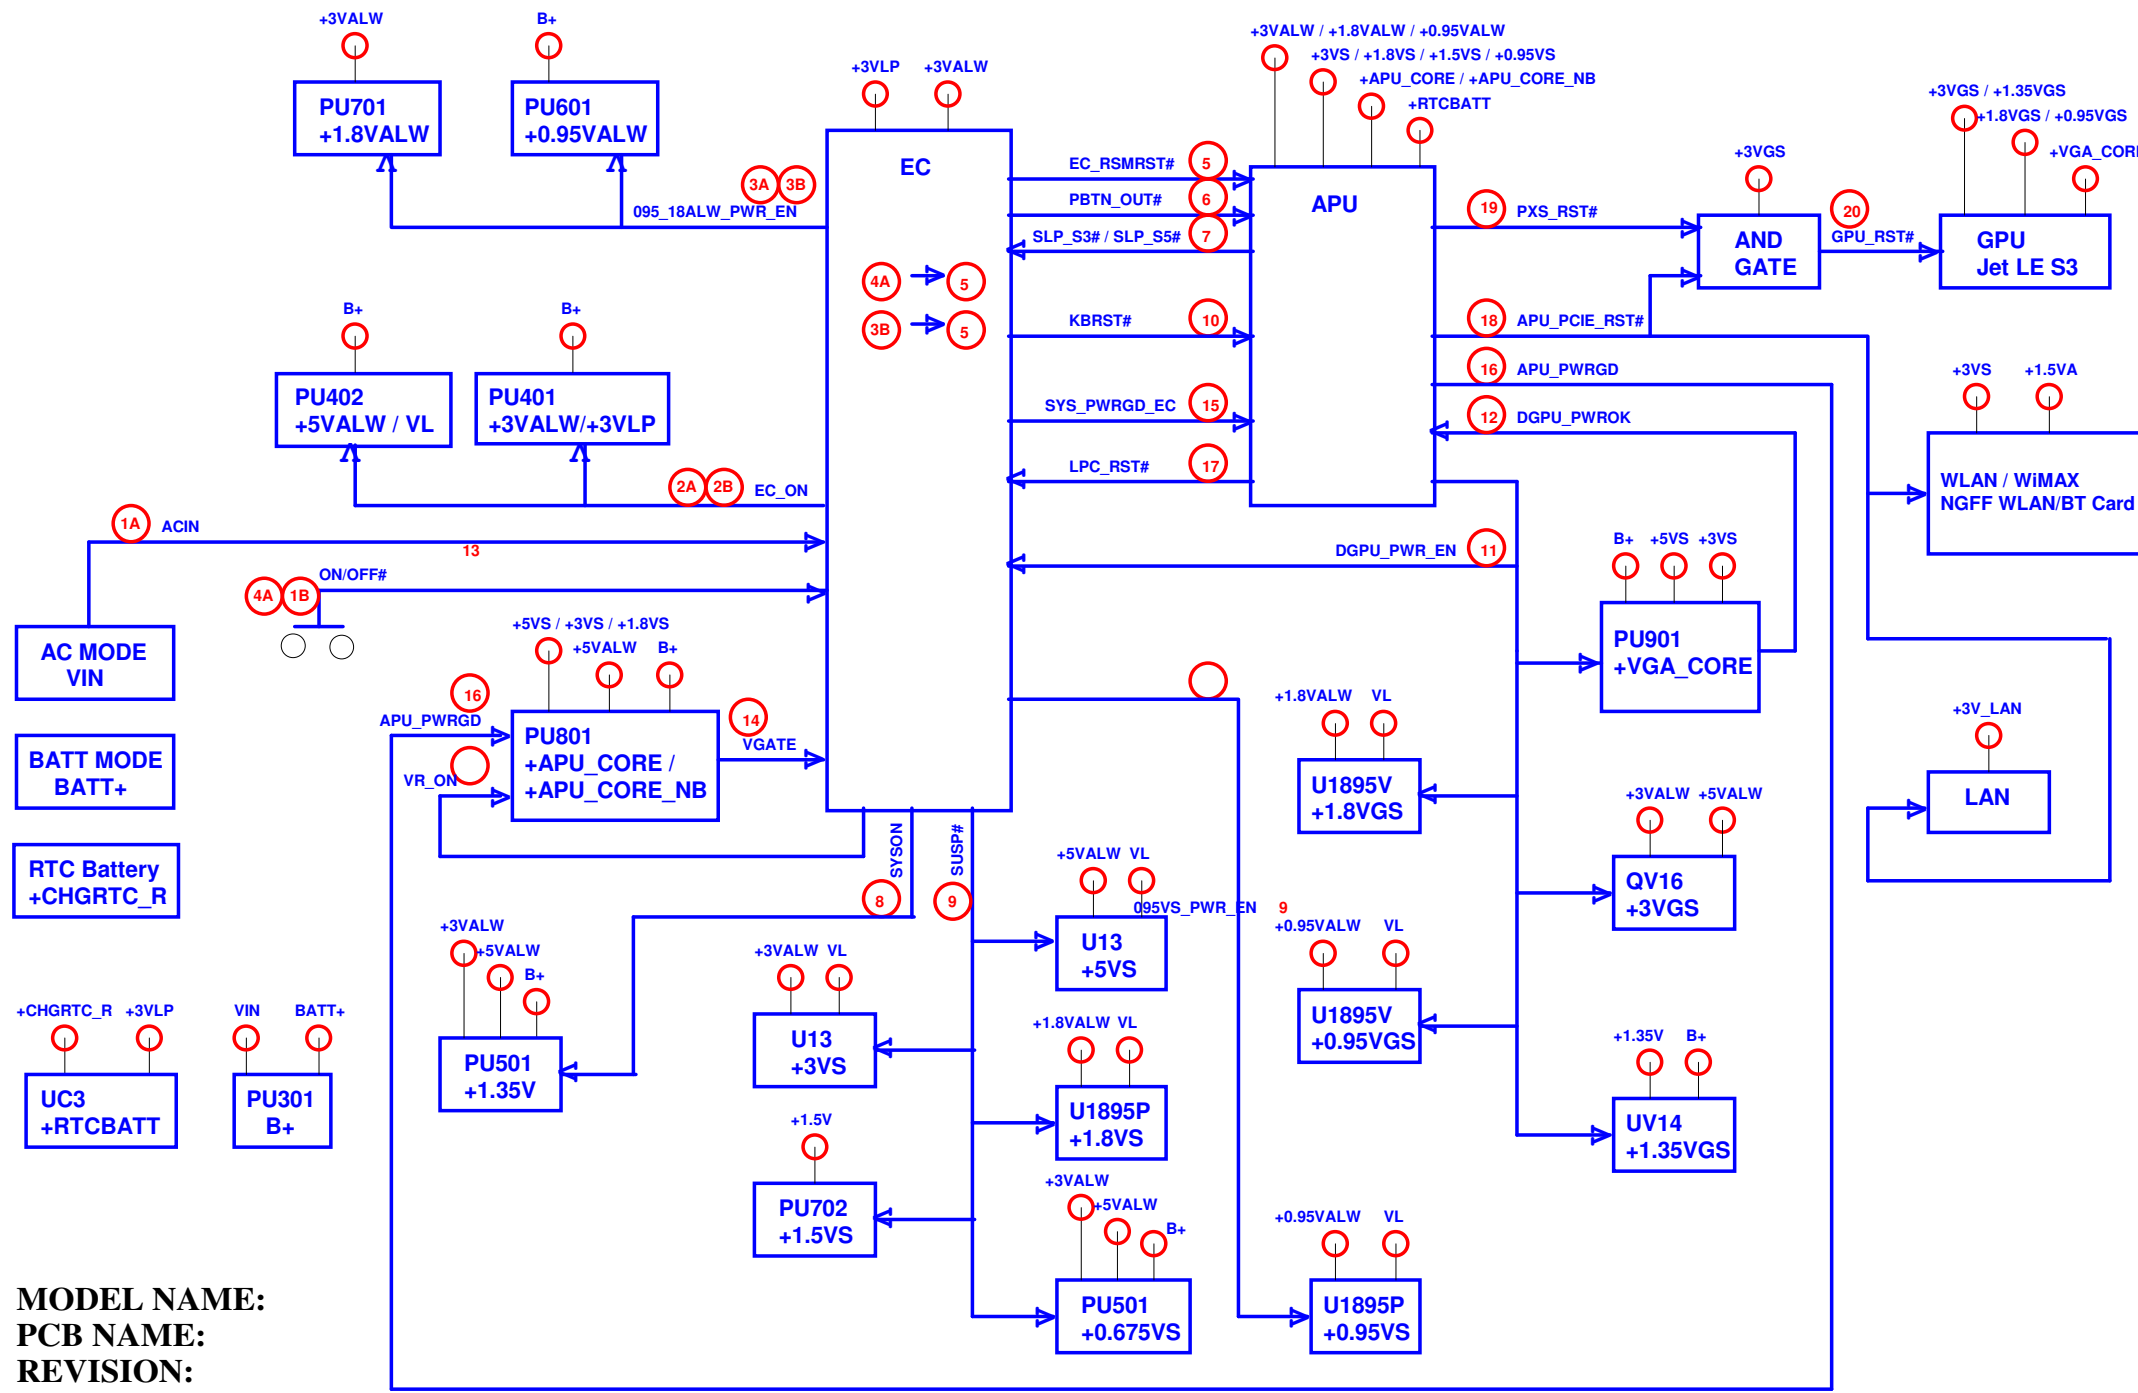 +3VALW
PU701
+1.8VALW
B+
PU601
+0.95VALW
3A
3B
095_18ALW_PWR_EN
B+
PU402
+5VALW / VL
B+
PU401
+3VALW/+3VLP
2A
2B
EC_ON
1A
ACIN
13
ON/OFF#
4A
1B
AC MODE
VIN
BATT MODE
BATT+
RTC Battery
+CHGRTC_R
+CHGRTC_R
+3VLP
UC3
+RTCBATT
VIN
BATT+
PU301
B+
+5VS / +3VS / +1.8VS
+5VALW
B+
16
APU_PWRGD
VR_ON
PU801
+APU_CORE /
+APU_CORE_NB
14
VGATE
+3VLP
+3VALW
EC
4A
5
3B
5
SYSON
SUSP#
8
9
EC_RSMRST#
5
PBTN_OUT#
6
SLP_S3# / SLP_S5#
7
KBRST#
10
SYS_PWRGD_EC
15
LPC_RST#
17
DGPU_PWR_EN
11
+3VALW / +1.8VALW / +0.95VALW
+3VS / +1.8VS / +1.5VS / +0.95VS
+APU_CORE / +APU_CORE_NB
+RTCBATT
APU
19
PXS_RST#
18
APU_PCIE_RST#
16
APU_PWRGD
12
DGPU_PWROK
+3VGS
AND
GATE
20
GPU_RST#
+3VGS / +1.35VGS
+1.8VGS / +0.95VGS
+VGA_CORE
GPU
Jet LE S3
+3VS
+1.5VA
WLAN / WiMAX
NGFF WLAN/BT Card
+3V_LAN
LAN
B+
+5VS
+3VS
PU901
+VGA_CORE
+1.8VALW
VL
U1895V
+1.8VGS
+3VALW
+5VALW
QV16
+3VGS
+0.95VALW
VL
U1895V
+0.95VGS
+1.35V
B+
UV14
+1.35VGS
+3VALW
+5VALW
B+
PU501
+1.35V
+3VALW
VL
U13
+3VS
+1.5V
PU702
+1.5VS
+5VALW
VL
095VS_PWR_EN
9
U13
+5VS
+1.8VALW
VL
U1895P
+1.8VS
+3VALW
+5VALW
B+
PU501
+0.675VS
+0.95VALW
VL
U1895P
+0.95VS
MODEL NAME:
PCB NAME:
REVISION: